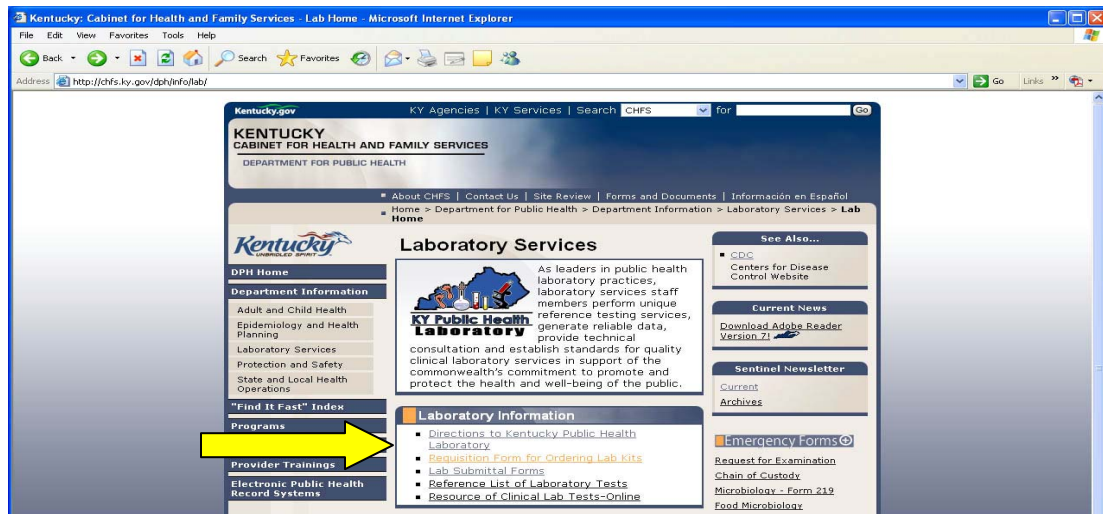 Kentucky: Cabinet for Health and Family Services - Lab Home - Microsoft Internet Explorer
File Edit View Favorites Tools Help
Back Search Favorites
Address http://chfs.ky.gov/dph/info/lab/ Go Links »
Kentucky.gov KY Agencies | KY Services | Search CHFS for Go
KENTUCKY
CABINET FOR HEALTH AND FAMILY SERVICES
DEPARTMENT FOR PUBLIC HEALTH
About CHFS | Contact Us | Site Review | Forms and Documents | Información en Español
Home > Department for Public Health > Department Information > Laboratory Services > Lab
Home
Kentucky
UNBRIDLED SPIRIT
DPH Home
Department Information
Adult and Child Health
Epidemiology and Health
Planning
Laboratory Services
Protection and Safety
State and Local Health
Operations
"Find It Fast" Index
Programs
Provider Trainings
Electronic Public Health
Record Systems
Laboratory Services
KY Public Health
Laboratory
As leaders in public health
laboratory practices,
laboratory services staff
members perform unique
reference testing services,
generate reliable data,
provide technical
consultation and establish standards for quality
clinical laboratory services in support of the
commonwealth's commitment to promote and
protect the health and well-being of the public.
Laboratory Information
Directions to Kentucky Public Health
Laboratory
Requisition Form for Ordering Lab Kits
Lab Submittal Forms
Reference List of Laboratory Tests
Resource of Clinical Lab Tests-Online
See Also...
CDC
Centers for Disease
Control Website
Current News
Download Adobe Reader
Version 7!
Sentinel Newsletter
Current
Archives
Emergency Forms
Request for Examination
Chain of Custody
Microbiology - Form 219
Food Microbiology